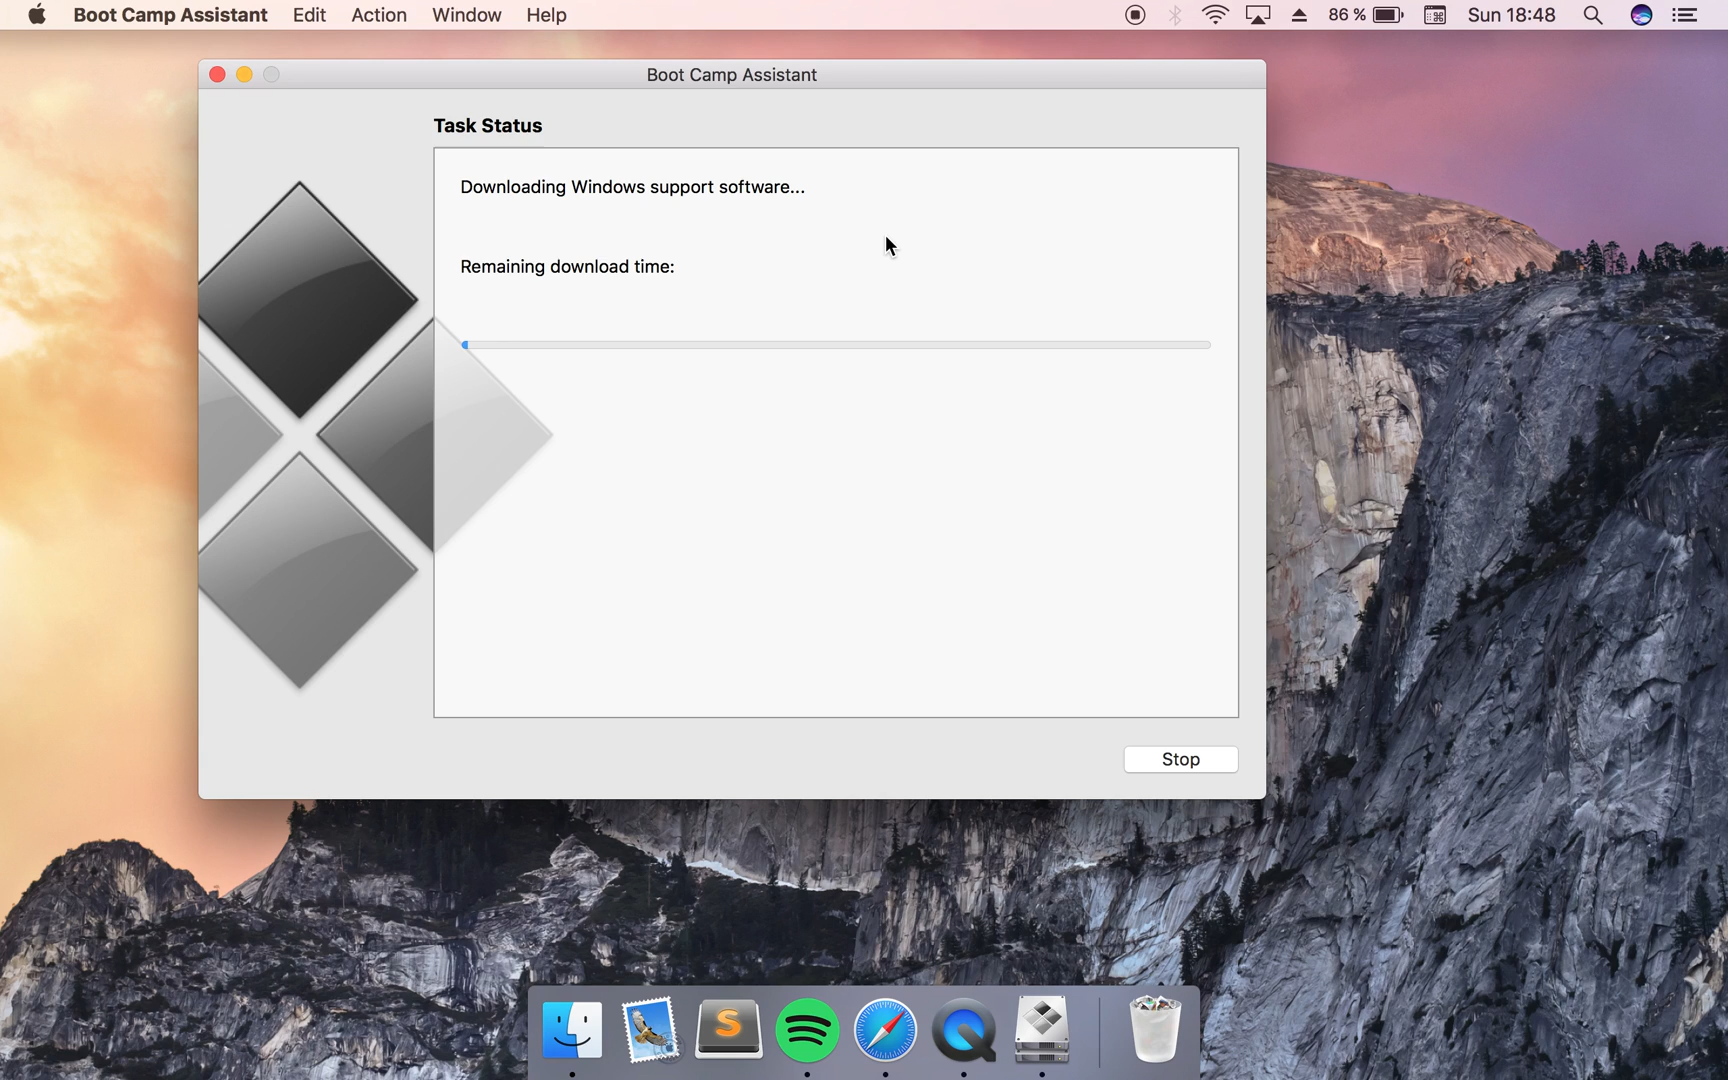 Boot Camp Assistant Edit Action Window Help 86 % Sun 18:48
Boot Camp Assistant
Task Status
Downloading Windows support software...
Remaining download time:
Stop
S